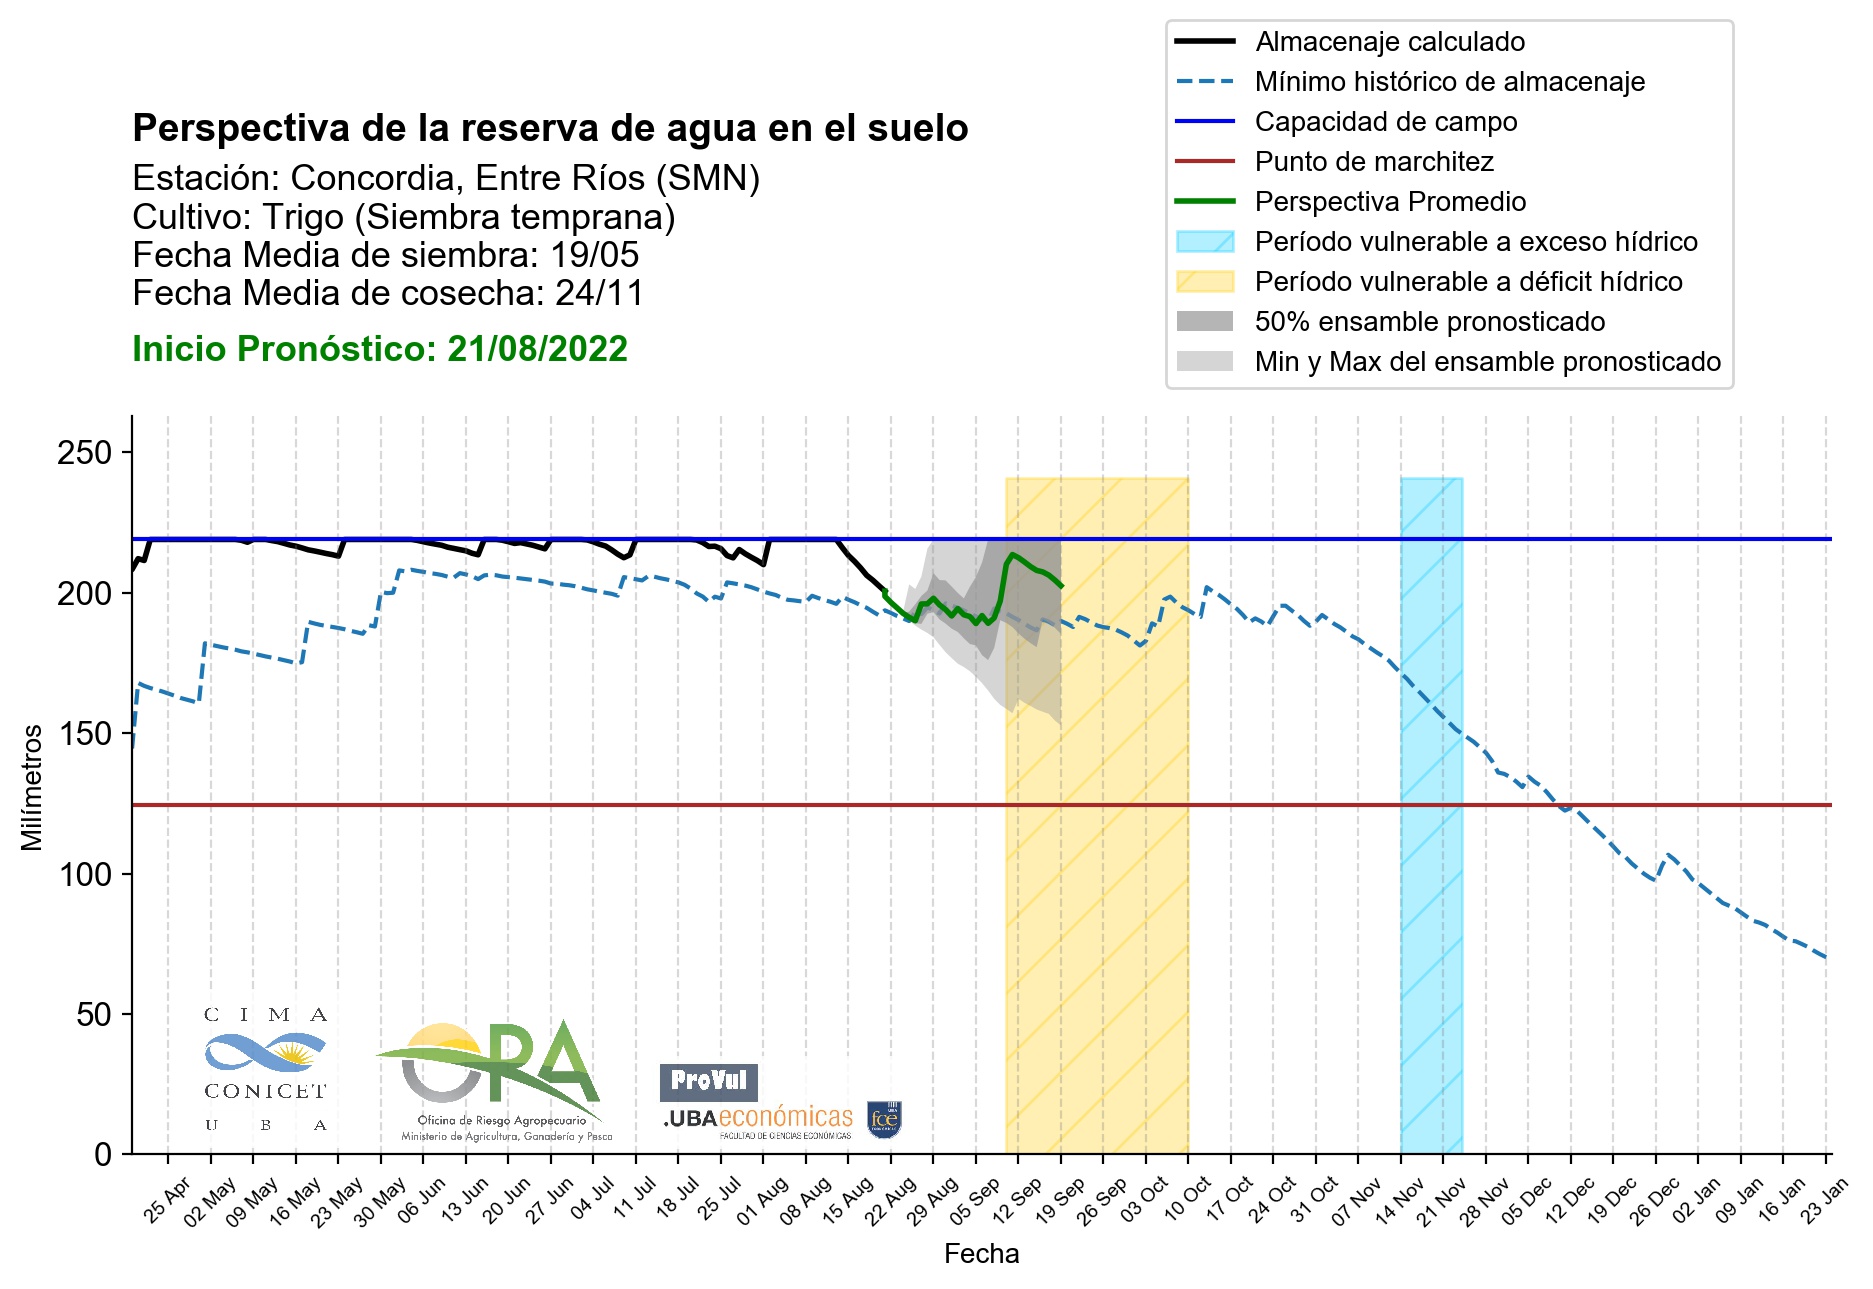 Almacenaje calculado
Mínimo histórico de almacenaje
Capacidad de campo
Punto de marchitez
Perspectiva Promedio
Período vulnerable a exceso hídrico
Período vulnerable a déficit hídrico
50% ensamble pronosticado
Min y Max del ensamble pronosticado
Perspectiva de la reserva de agua en el suelo
Estación: Concordia, Entre Ríos (SMN)
Cultivo: Trigo (Siembra temprana)
Fecha Media de siembra: 19/05
Fecha Media de cosecha: 24/11
Inicio Pronóstico: 21/08/2022
Milímetros
250
200
150
100
50
0
CIMA
CONICET
UBA
ORA
Oficina de Riesgo Agropecuario
Ministerio de Agricultura, Ganadería y Pesca
ProVul
.UBAeconómicas
FACULTAD DE CIENCIAS ECONÓMICAS
UBA
fce
ECONÓMICAS
25 Apr
02 May
09 May
16 May
23 May
30 May
06 Jun
13 Jun
20 Jun
27 Jun
04 Jul
11 Jul
18 Jul
25 Jul
01 Aug
08 Aug
15 Aug
22 Aug
29 Aug
05 Sep
12 Sep
19 Sep
26 Sep
03 Oct
10 Oct
17 Oct
24 Oct
31 Oct
07 Nov
14 Nov
21 Nov
28 Nov
05 Dec
12 Dec
19 Dec
26 Dec
02 Jan
09 Jan
16 Jan
23 Jan
Fecha